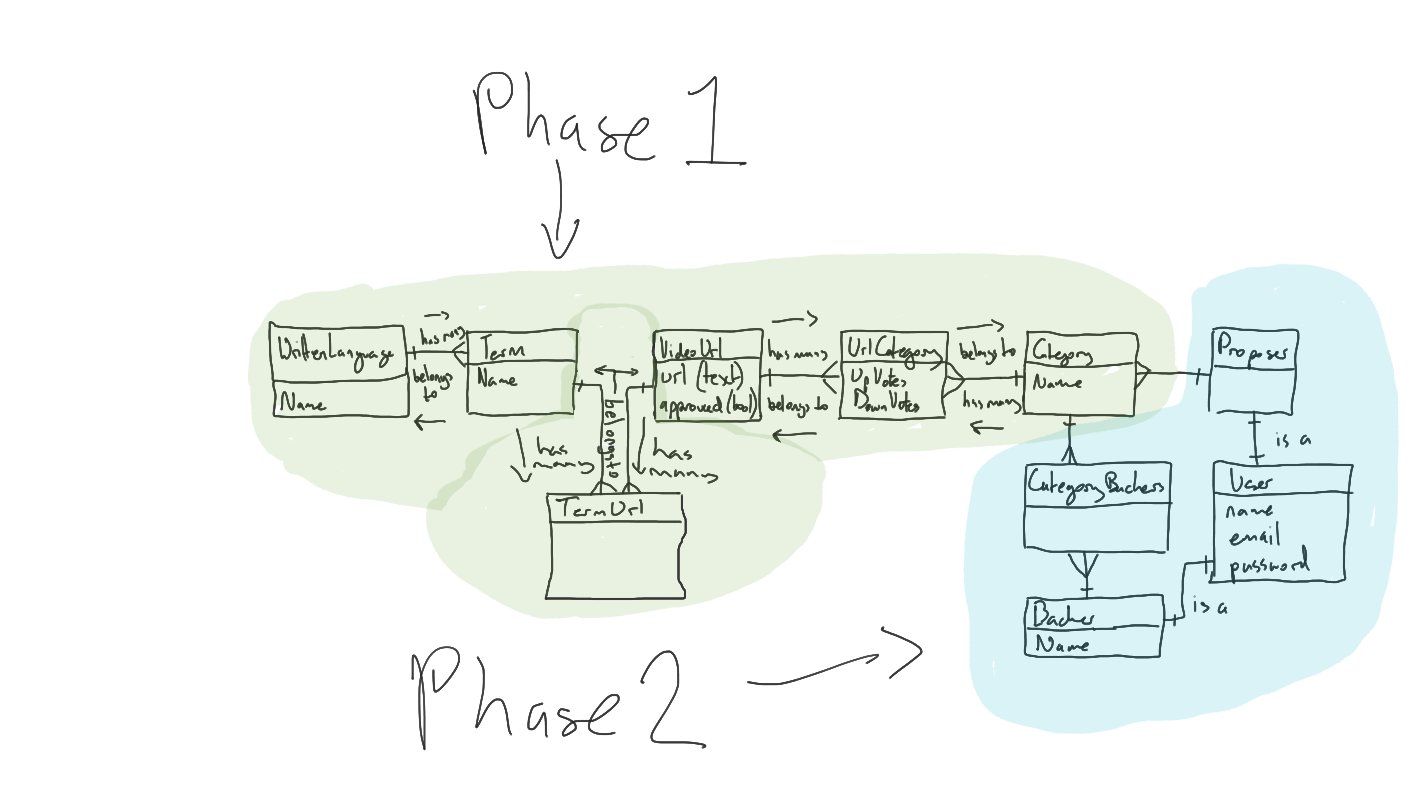 Phase 1
WrittenLanguage
Name
has many
belongs to
Term
Name
has many
belongs to
has many
VideoUrl
url (text)
approved (bool)
has many
belongs to
TermUrl
UrlCategory
UpVotes
DownVotes
belongs to
has many
Category
Name
Proposer
is a
User
name
email
password
CategoryBackers
is a
Backer
Name
Phase 2